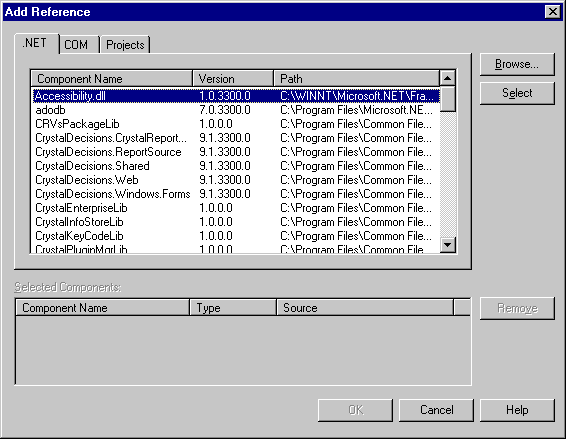 Add Reference
.NET COM Projects
Component Name Version Path
Accessibility.dll 1.0.3300.0 C:\WINNT\Microsoft.NET\Fra...
adodb 7.0.3300.0 C:\Program Files\Microsoft.NE...
CRVsPackageLib 1.0.0.0 C:\Program Files\Common File...
CrystalDecisions.CrystalReport... 9.1.3300.0 C:\Program Files\Common File...
CrystalDecisions.ReportSource 9.1.3300.0 C:\Program Files\Common File...
CrystalDecisions.Shared 9.1.3300.0 C:\Program Files\Common File...
CrystalDecisions.Web 9.1.3300.0 C:\Program Files\Common File...
CrystalDecisions.Windows.Forms 9.1.3300.0 C:\Program Files\Common File...
CrystalEnterpriseLib 1.0.0.0 C:\Program Files\Common File...
CrystalInfoStoreLib 1.0.0.0 C:\Program Files\Common File...
CrystalKeyCodeLib 1.0.0.0 C:\Program Files\Common File...
CrystalPluginMgrLib 1.0.0.0 C:\Program Files\Common File...
Browse...
Select
Selected Components:
Component Name Type Source
Remove
OK Cancel Help